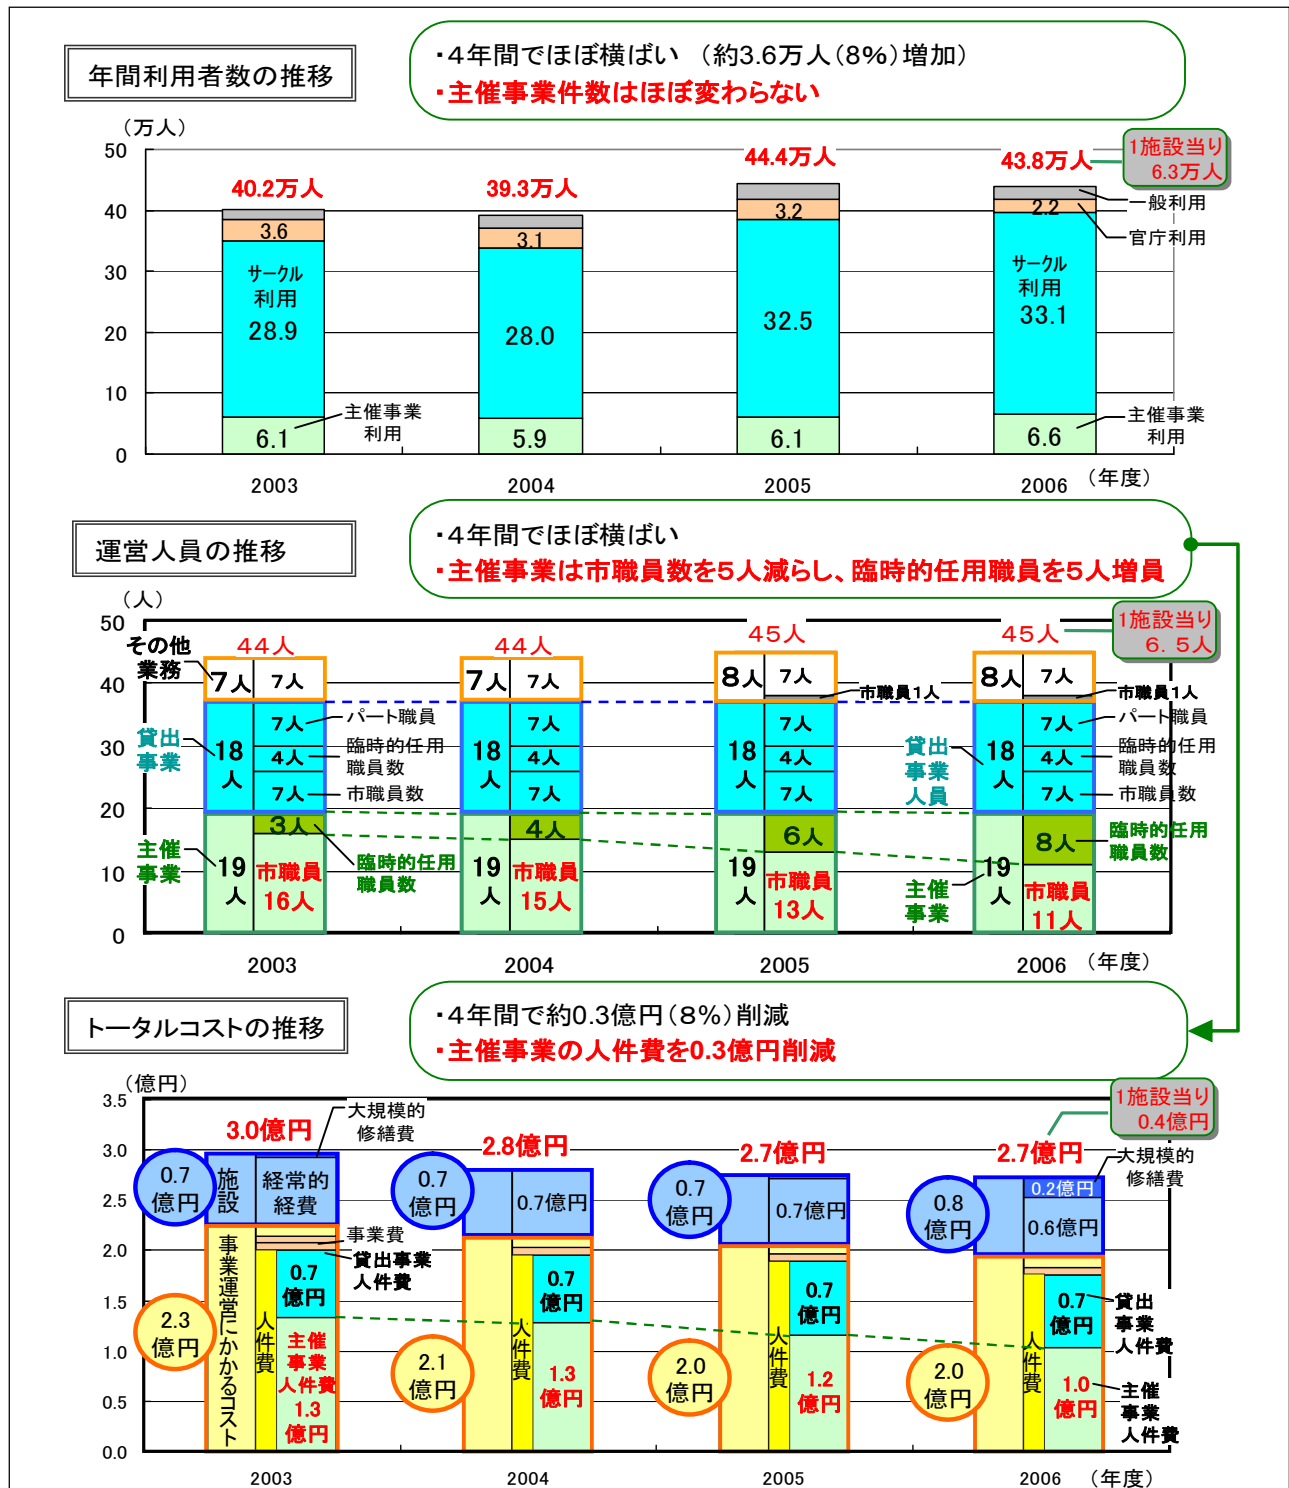 年間利用者数の推移
・4年間でほぼ横ばい （約3.6万人（8%）増加）
・主催事業件数はほぼ変わらない
（万人）
50
40
30
20
10
0
40.2万人
39.3万人
44.4万人
43.8万人
1施設当り
6.3万人
一般利用
官庁利用
3.6
3.1
3.2
2.2
サークル
利用
28.9
28.0
32.5
サークル
利用
33.1
主催事業
利用
6.1
5.9
6.1
6.6
主催事業
利用
2003
2004
2005
2006
（年度）
運営人員の推移
・4年間でほぼ横ばい
・主催事業は市職員数を5人減らし、臨時的任用職員を5人増員
（人）
50
40
30
20
10
0
その他
業務
44人
44人
45人
45人
1施設当り
6．5人
7人
7人
7人
7人
8人
7人
市職員1人
8人
7人
市職員1人
貸出
事業
18
人
7人
パート職員
4人
臨時的任用
職員数
7人
市職員数
18
人
7人
4人
7人
18
人
7人
4人
7人
貸出
事業
人員
18
人
7人
パート職員
4人
臨時的任用
職員数
7人
市職員数
主催
事業
19
人
3人
臨時的任用
職員数
市職員
16人
19
人
4人
市職員
15人
19
人
6人
市職員
13人
主催
事業
19
人
8人
臨時的任用
職員数
市職員
11人
2003
2004
2005
2006
（年度）
トータルコストの推移
・4年間で約0.3億円（8%）削減
・主催事業の人件費を0.3億円削減
（億円）
3.5
3.0
2.5
2.0
1.5
1.0
0.5
0.0
3.0億円
大規模的
修繕費
2.8億円
2.7億円
2.7億円
1施設当り
0.4億円
大規模的
修繕費
0.7
億円
施設
経常的
経費
0.7
億円
0.7億円
0.7
億円
0.7億円
0.8
億円
0.2億円
0.6億円
事業費
貸出事業
人件費
2.3
億円
事業運営にかかるコスト
人件費
0.7
億円
主催
事業
人件費
1.3
億円
2.1
億円
人件費
0.7
億円
1.3
億円
2.0
億円
人件費
0.7
億円
1.2
億円
2.0
億円
人件費
0.7
億円
貸出
事業
人件費
1.0
億円
主催
事業
人件費
2003
2004
2005
2006
（年度）